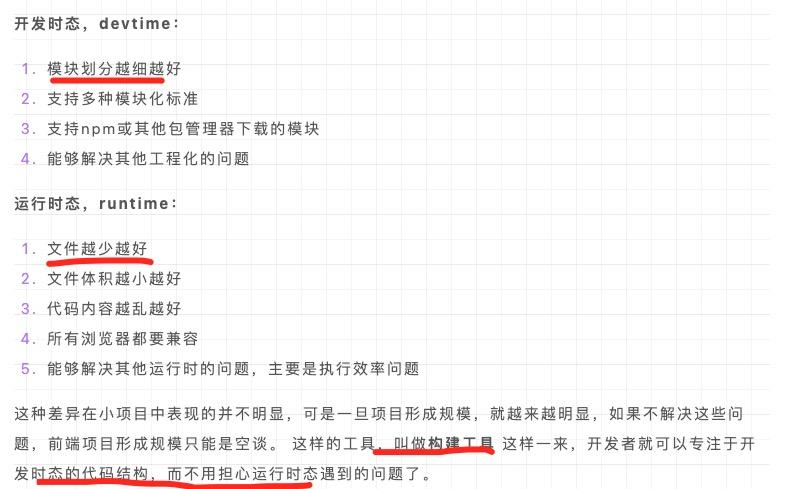 开发时态，devtime：
1. 模块划分越细越好
2. 支持多种模块化标准
3. 支持npm或其他包管理器下载的模块
4. 能够解决其他工程化的问题
运行时态，runtime：
1. 文件越少越好
2. 文件体积越小越好
3. 代码内容越乱越好
4. 所有浏览器都要兼容
5. 能够解决其他运行时的问题，主要是执行效率问题
这种差异在小项目中表现的并不明显，可是一旦项目形成规模，就越来越明显，如果不解决这些问
题，前端项目形成规模只能是空谈。 这样的工具，叫做构建工具 这样一来，开发者就可以专注于开
发时态的代码结构，而不用担心运行时态遇到的问题了。